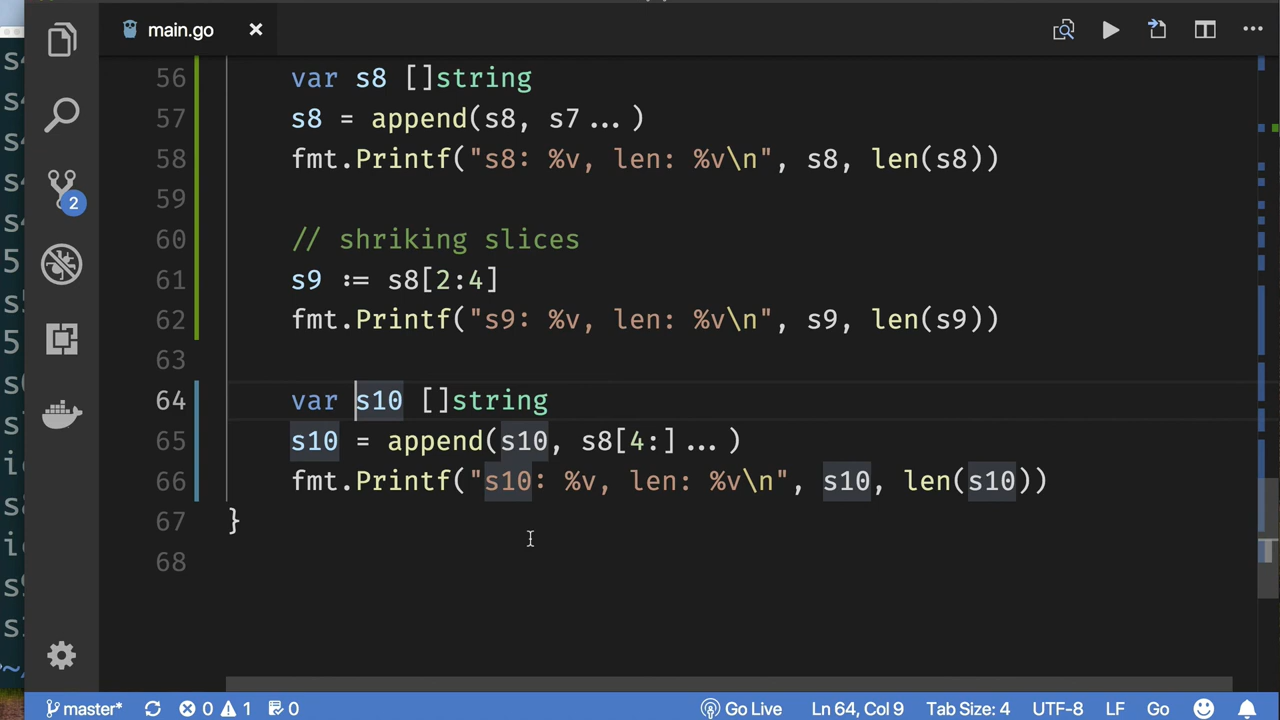 main.go
56 var s8 []string
57 s8 = append(s8, s7...)
58 fmt.Printf("s8: %v, len: %v\n", s8, len(s8))
59
60 // shriking slices
61 s9 := s8[2:4]
62 fmt.Printf("s9: %v, len: %v\n", s9, len(s9))
63
64 var s10 []string
65 s10 = append(s10, s8[4:]...)
66 fmt.Printf("s10: %v, len: %v\n", s10, len(s10))
67 }
68
2
master* 0 1 0 Go Live Ln 64, Col 9 Tab Size: 4 UTF-8 LF Go